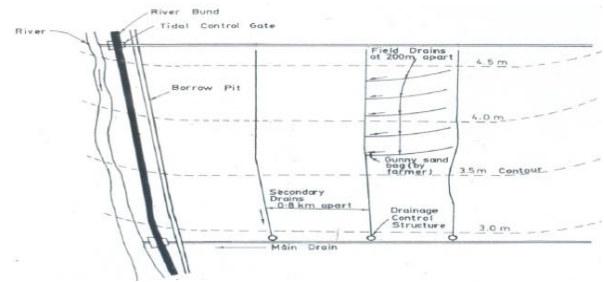 River Bund
Tidal Control Gate
River
Borrow Pit
Field Drains
at 200m apart
4.5 m
4.0 m
Gunny sand
bag (by
farmer)
3.5m Contour
Secondary
Drains
0.8 km apart
Drainage
Control
Structure
3.0 m
Main Drain